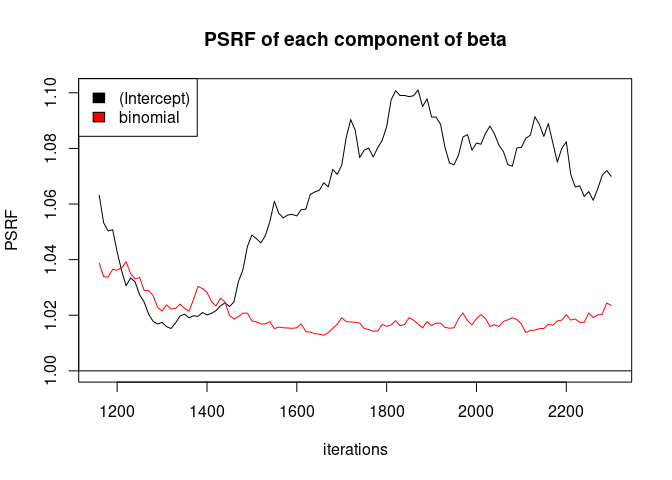 PSRF of each component of beta
(Intercept)
binomial
PSRF
1.10
1.08
1.06
1.04
1.02
1.00
1200 1400 1600 1800 2000 2200
iterations